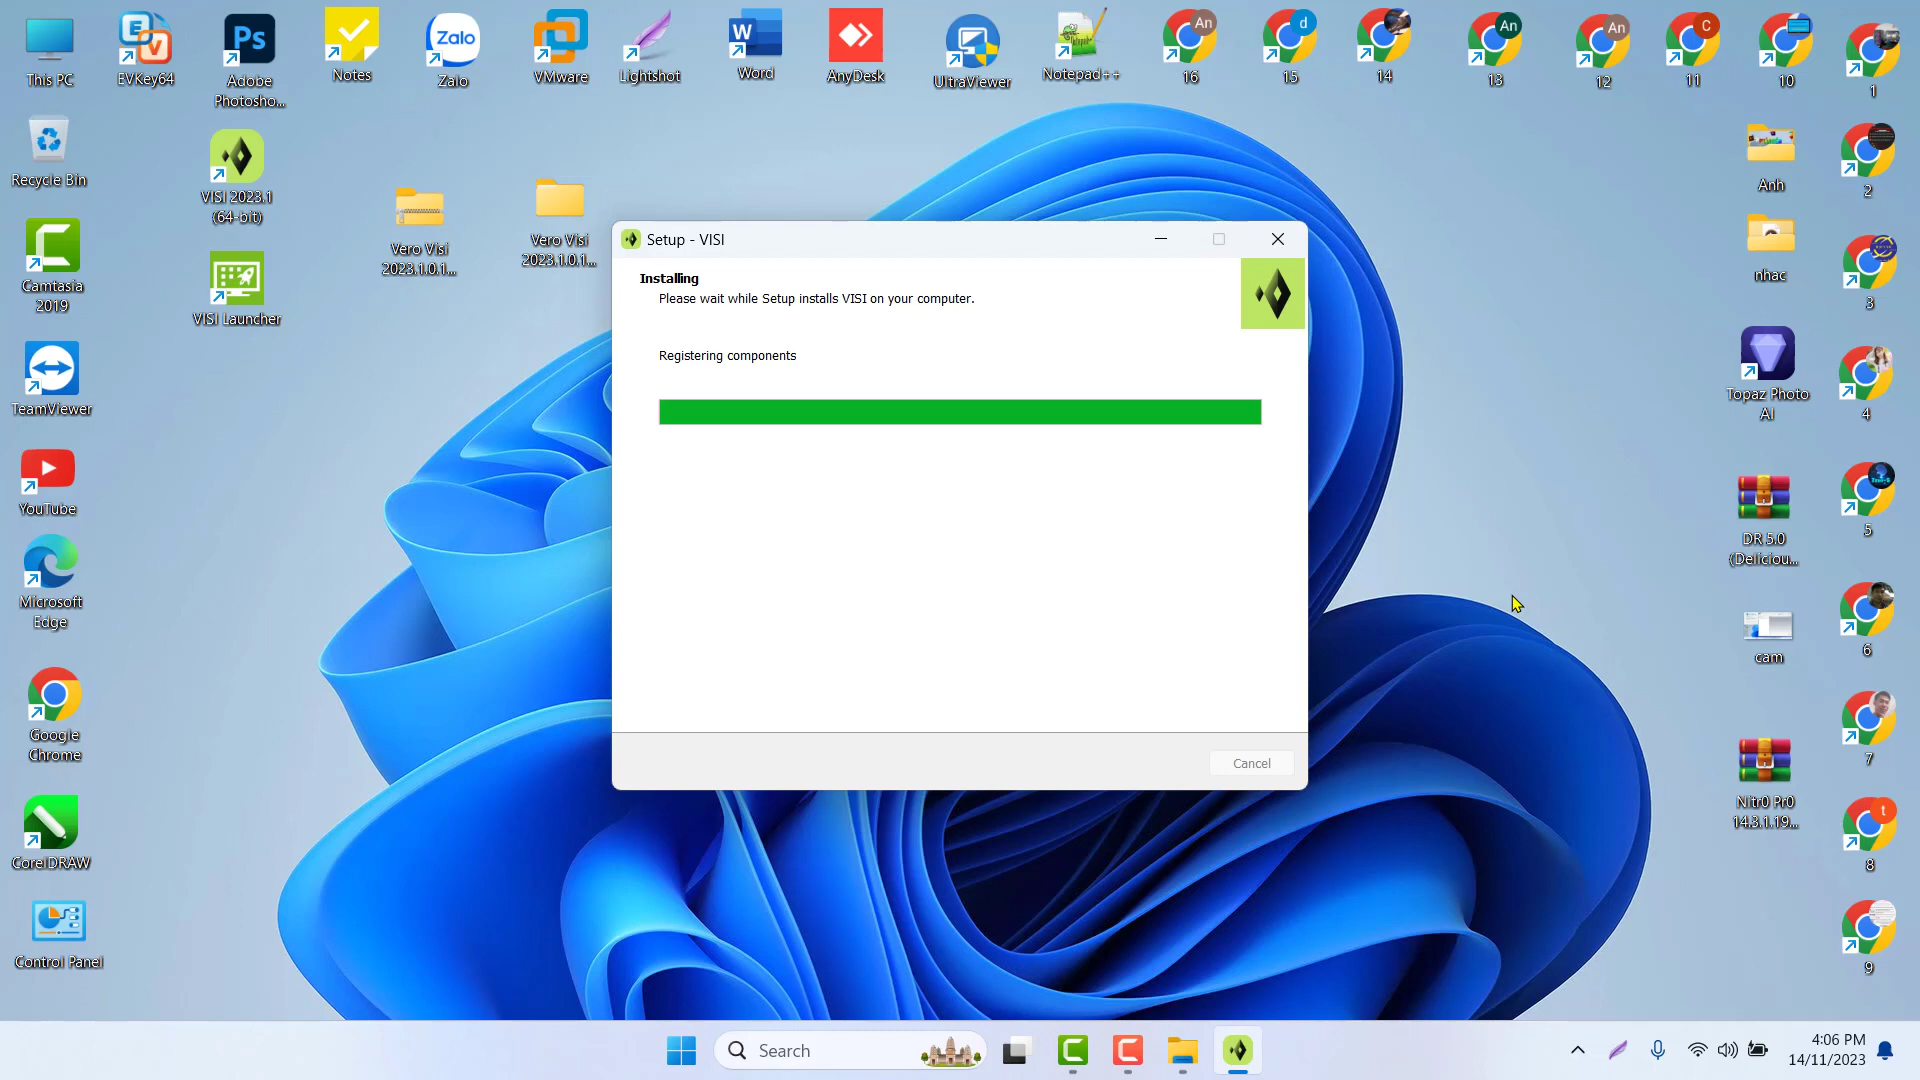 This PC
EVKey64
Adobe
Photosho...
Notes
Zalo
Zalo
VMware
Lightshot
Word
AnyDesk
UltraViewer
Notepad++
16
15
14
13
12
11
10
1
Recycle Bin
VISI 2023.1
(64-bit)
Vero Visi
2023.1.0.1...
Vero Visi
2023.1.0.1...
Anh
2
Camtasia
2019
VISI Launcher
nhac
3
TeamViewer
Topaz Photo
AI
4
YouTube
DR 5.0
(Deliciou...
5
Microsoft
Edge
cam
6
Google
Chrome
Nitr0 Pr0
14.3.1.19...
7
CorelDRAW
8
Control Panel
9
Setup - VISI
Installing
Please wait while Setup installs VISI on your computer.
Registering components
Cancel
Search
4:06 PM
14/11/2023